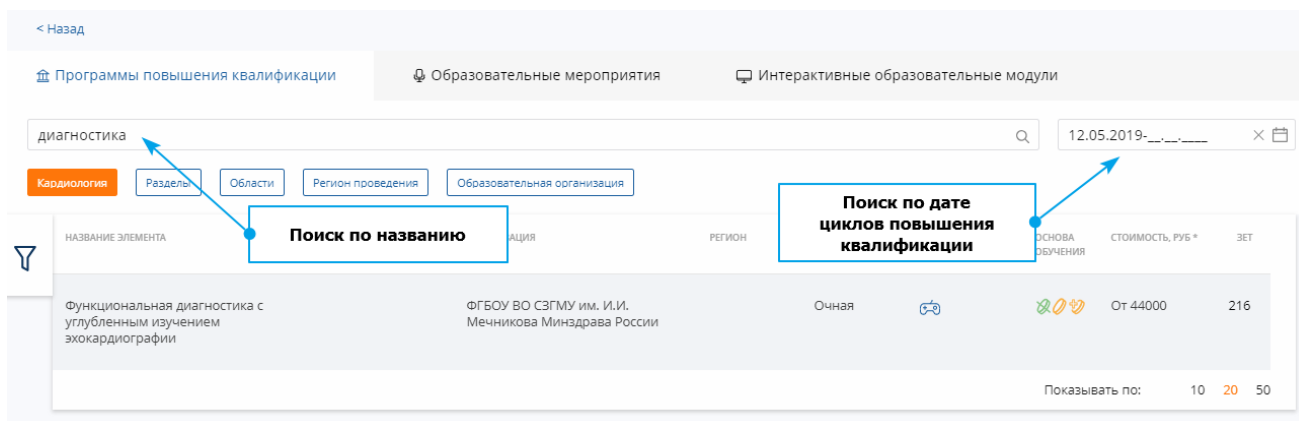 < Назад
Программы повышения квалификации
Образовательные мероприятия
Интерактивные образовательные модули
диагностика
12.05.2019-__.__.____
Кардиология
Разделы
Области
Регион проведения
Образовательная организация
Поиск по названию
Поиск по дате
циклов повышения
квалификации
НАЗВАНИЕ ЭЛЕМЕНТА
РЕГИОН
ОСНОВА
ОБУЧЕНИЯ
СТОИМОСТЬ, РУБ *
ЗЕТ
Функциональная диагностика с
углубленным изучением
эхокардиографии
ФГБОУ ВО СЗГМУ им. И.И.
Мечникова Минздрава России
Очная
От 44000
216
Показывать по:
10 20 50